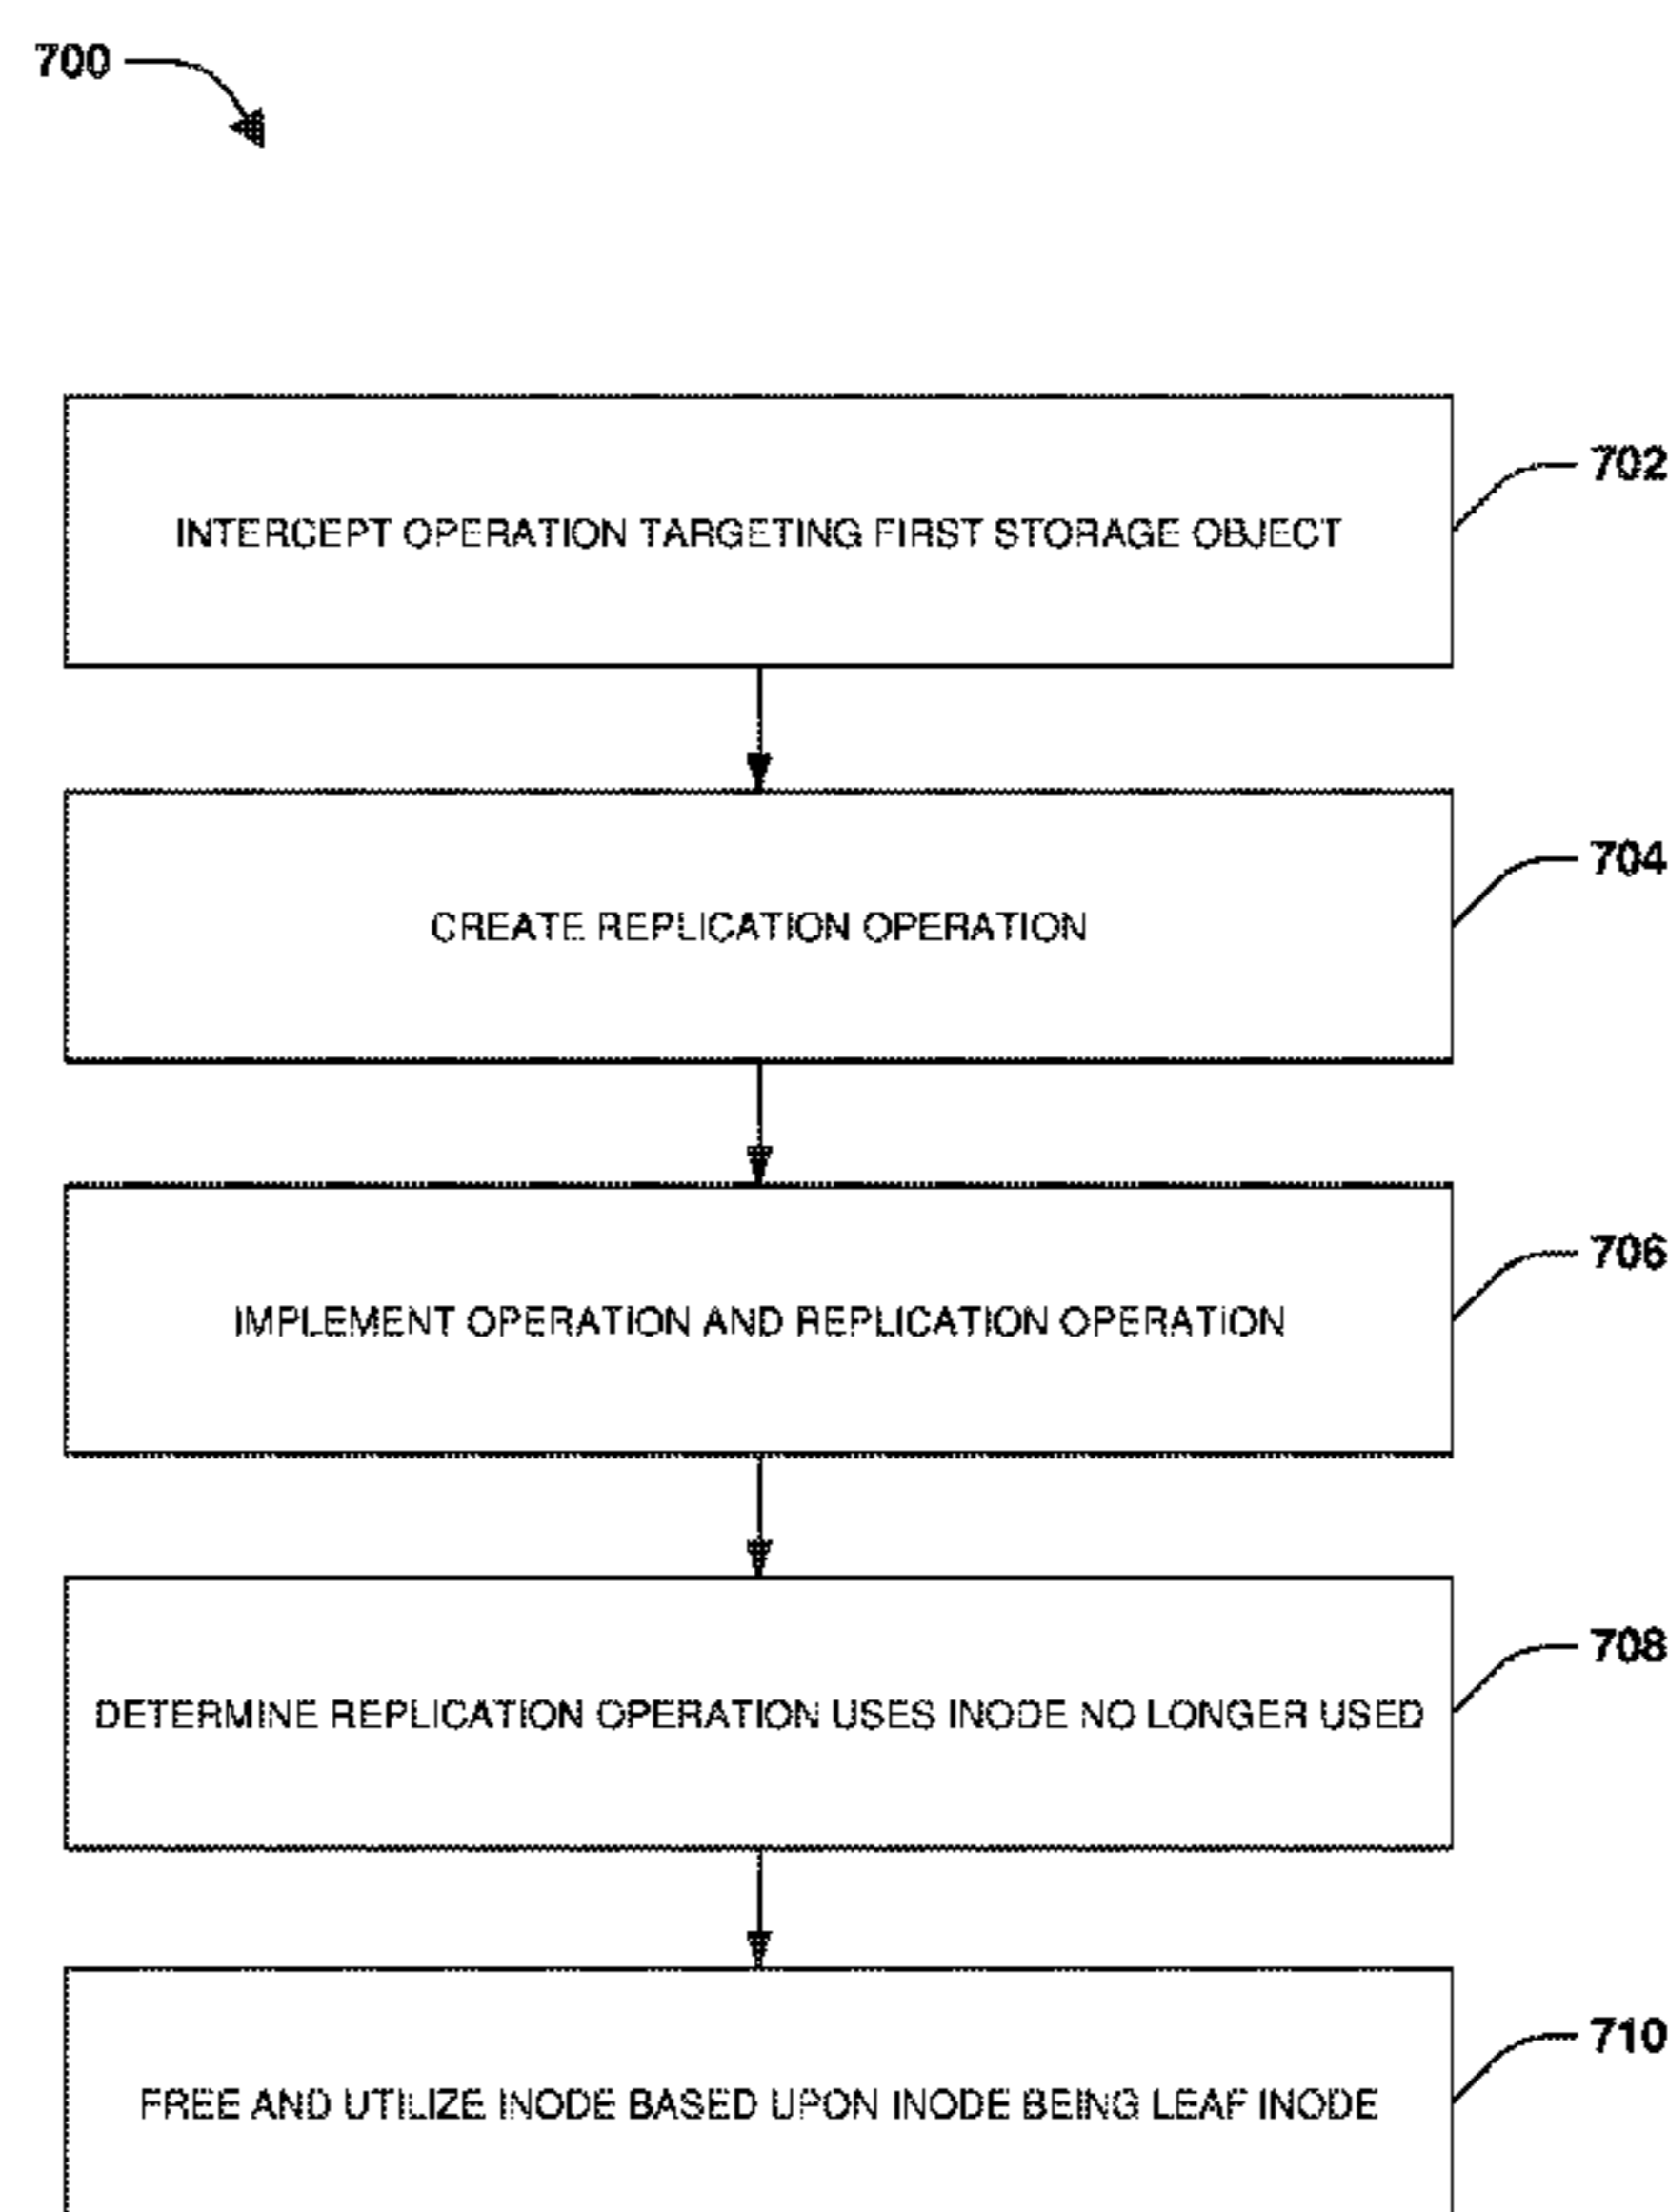 700
INTERCEPT OPERATION TARGETING FIRST STORAGE OBJECT
702
CREATE REPLICATION OPERATION
704
IMPLEMENT OPERATION AND REPLICATION OPERATION
706
DETERMINE REPLICATION OPERATION USES INODE NO LONGER USED
708
FREE AND UTILIZE INODE BASED UPON INODE BEING LEAF INODE
710